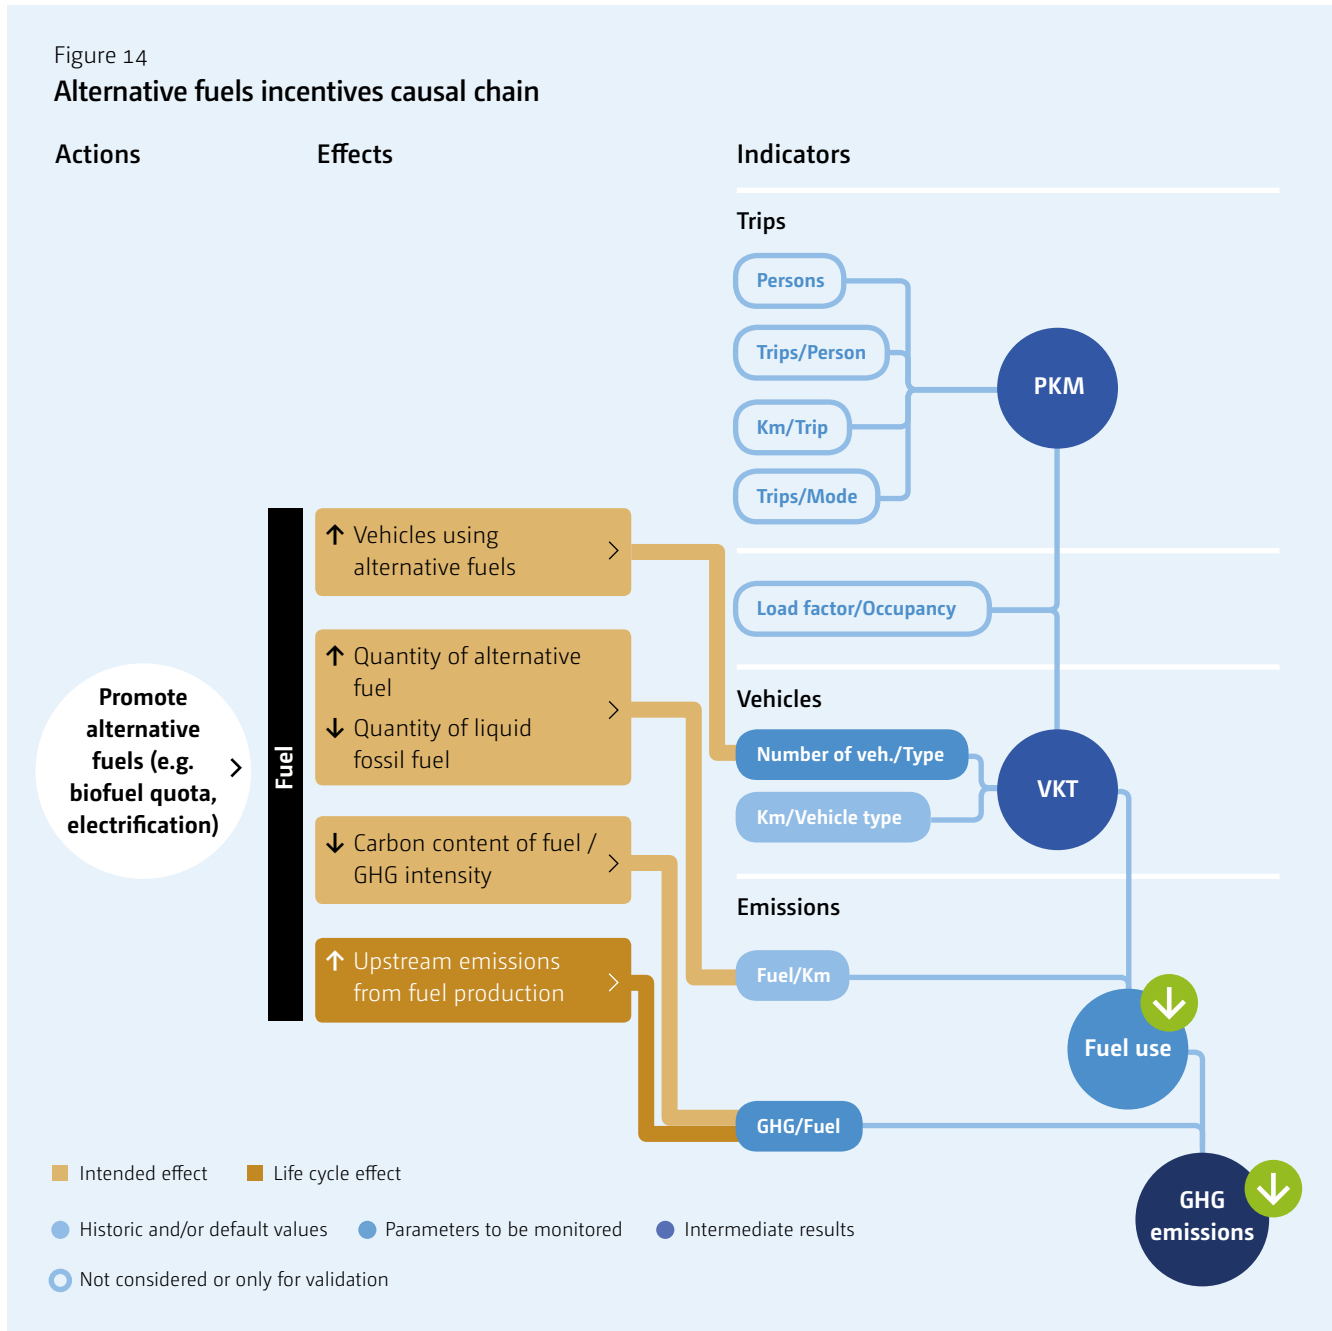 Figure 14
Alternative fuels incentives causal chain
Actions
Effects
Indicators
Trips
Persons
Trips/Person
Km/Trip
Trips/Mode
PKM
Load factor/Occupancy
Vehicles
Number of veh./Type
Km/Vehicle type
VKT
Emissions
Fuel/Km
Fuel use
GHG/Fuel
GHG
emissions
Promote
alternative
fuels (e.g.
biofuel quota,
electrification)
Fuel
↑ Vehicles using
alternative fuels
↑ Quantity of alternative
fuel
↓ Quantity of liquid
fossil fuel
↓ Carbon content of fuel /
GHG intensity
↑ Upstream emissions
from fuel production
Intended effect
Life cycle effect
Historic and/or default values
Parameters to be monitored
Intermediate results
Not considered or only for validation